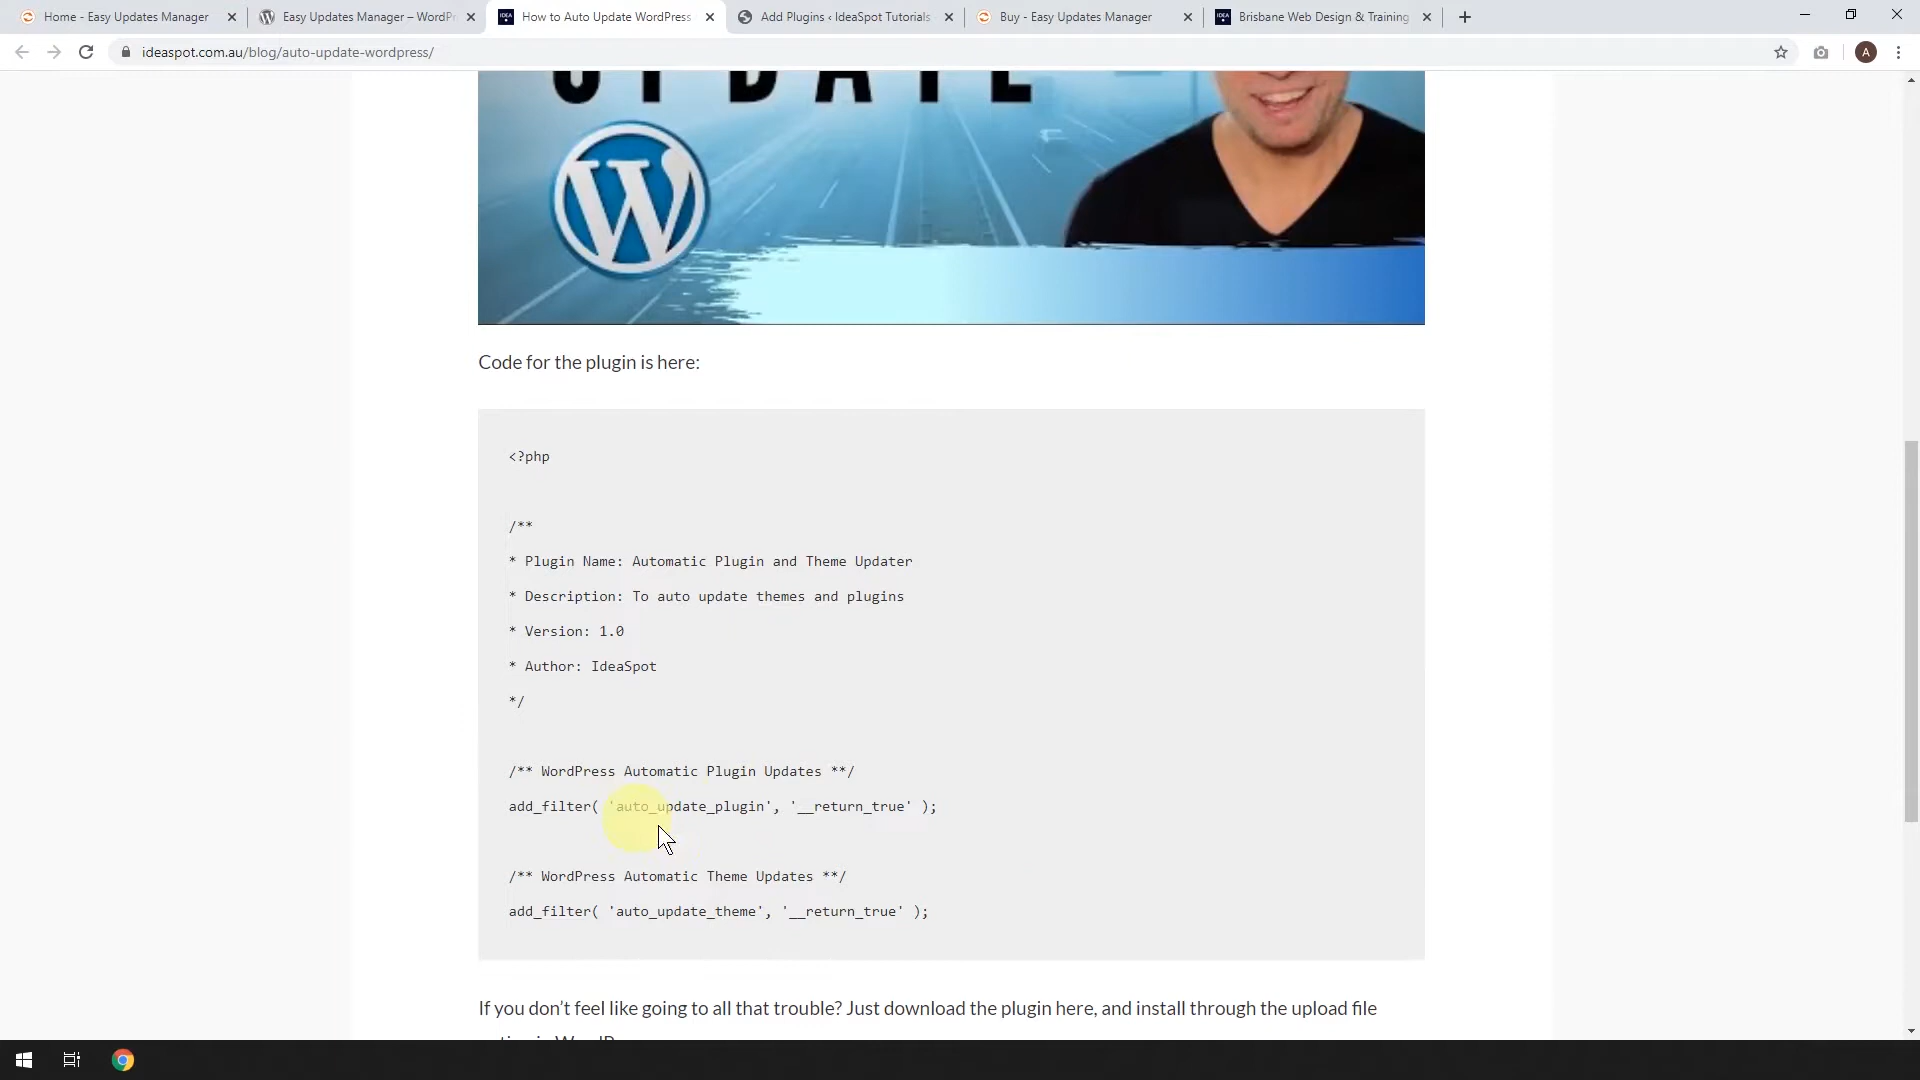 Home - Easy Updates Manager
Easy Updates Manager – WordPr
How to Auto Update WordPress
Add Plugins ‹ IdeaSpot Tutorials
Buy - Easy Updates Manager
Brisbane Web Design & Training
ideaspot.com.au/blog/auto-update-wordpress/
A
UPDATE
W
Code for the plugin is here:
<?php
/**
* Plugin Name: Automatic Plugin and Theme Updater
* Description: To auto update themes and plugins
* Version: 1.0
* Author: IdeaSpot
*/
/** WordPress Automatic Plugin Updates **/
add_filter( 'auto_update_plugin', '__return_true' );
/** WordPress Automatic Theme Updates **/
add_filter( 'auto_update_theme', '__return_true' );
If you don’t feel like going to all that trouble? Just download the plugin here, and install through the upload file